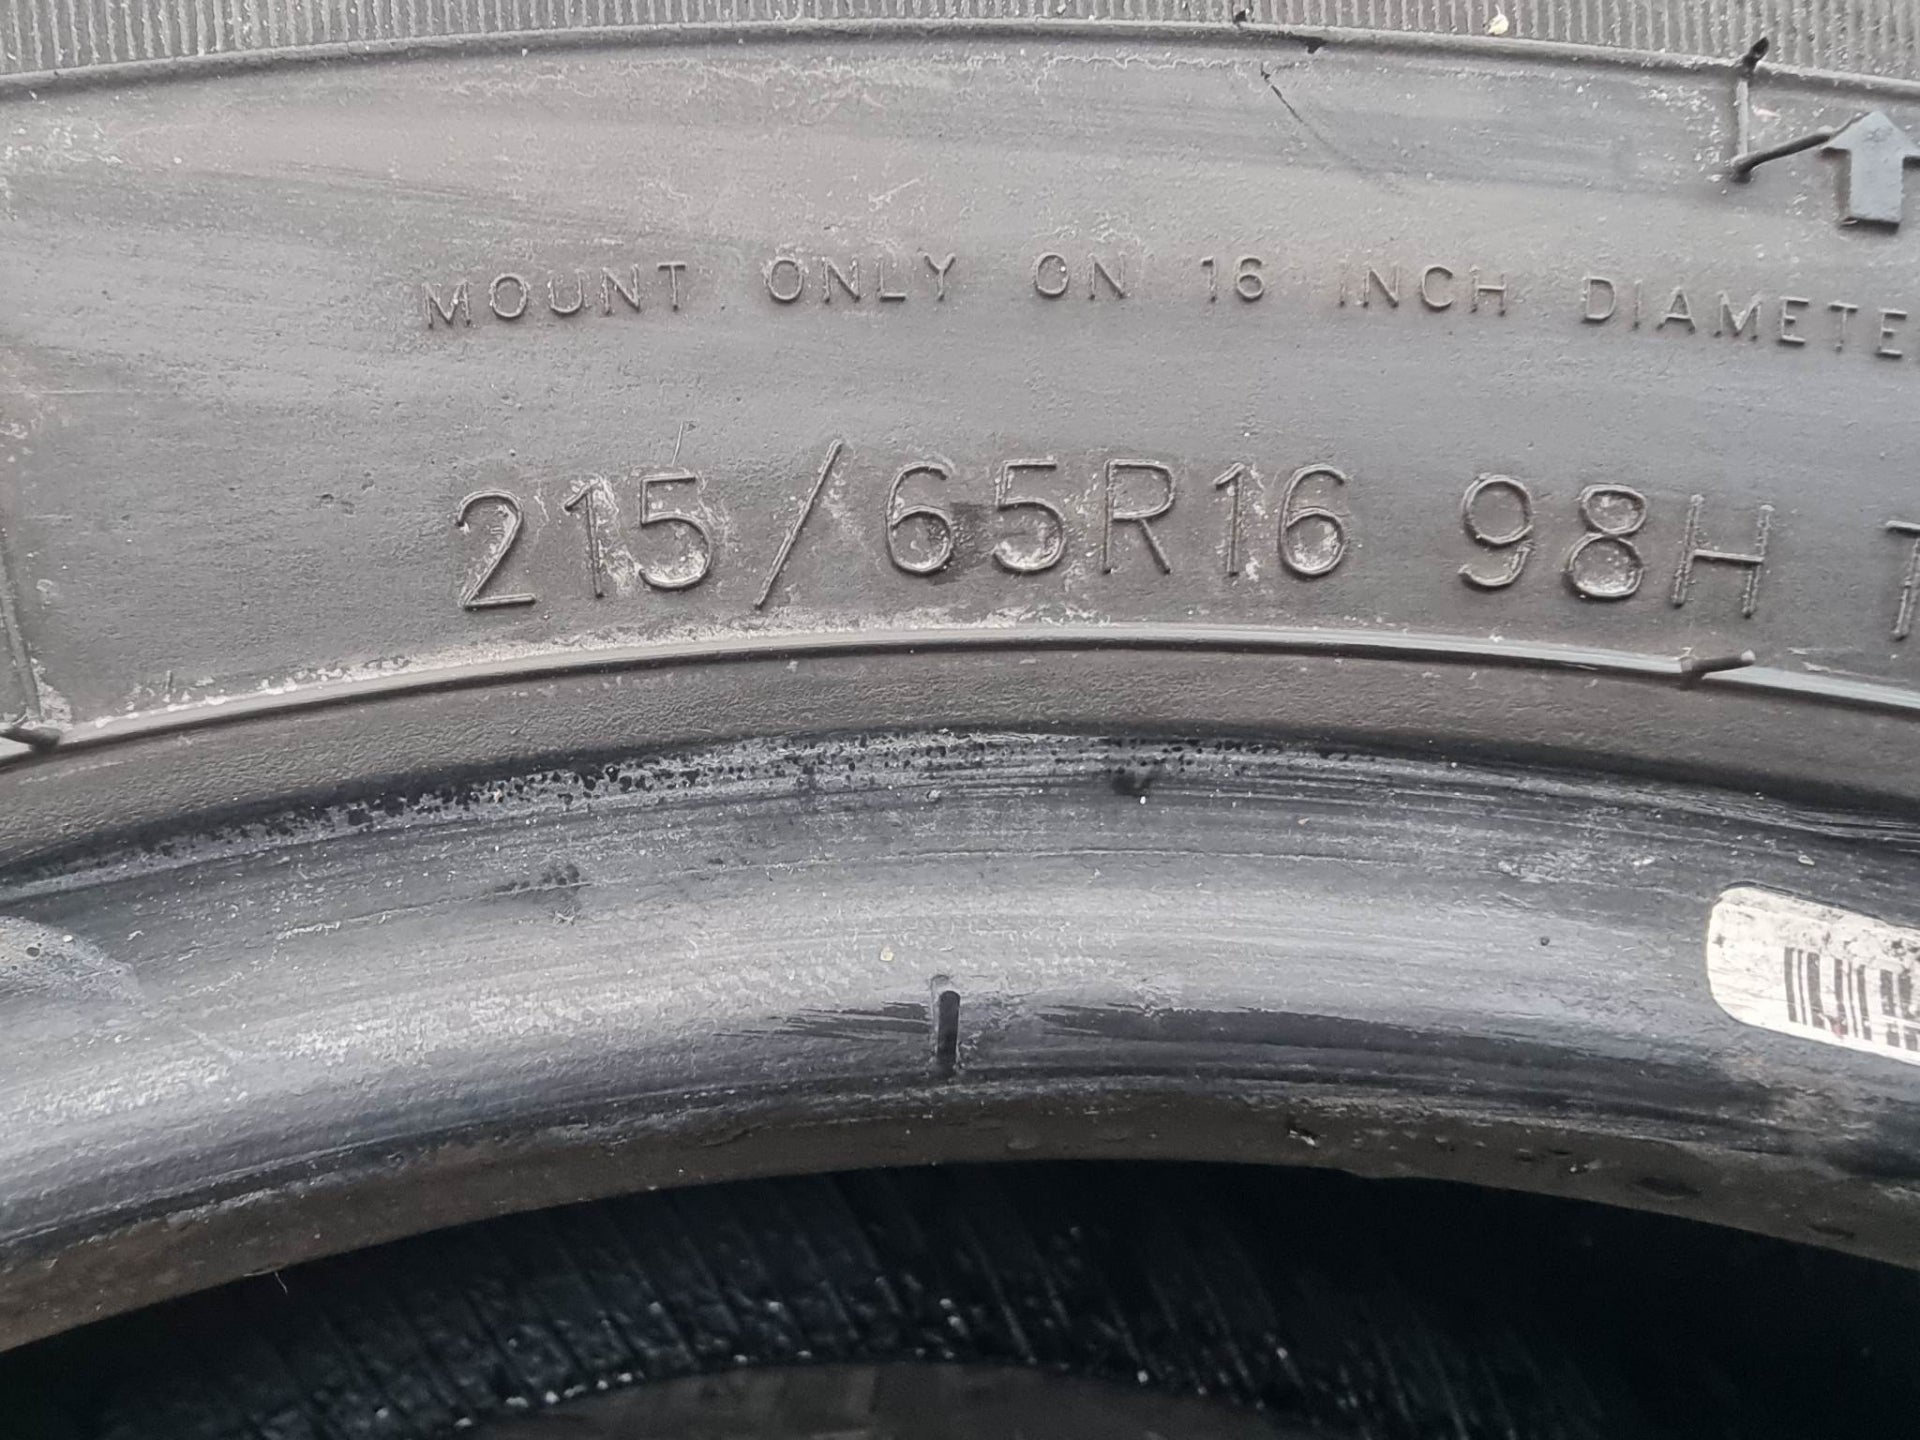 MOUNT ONLY ON 16 INCH DIAMETE
215/65R16 98H T